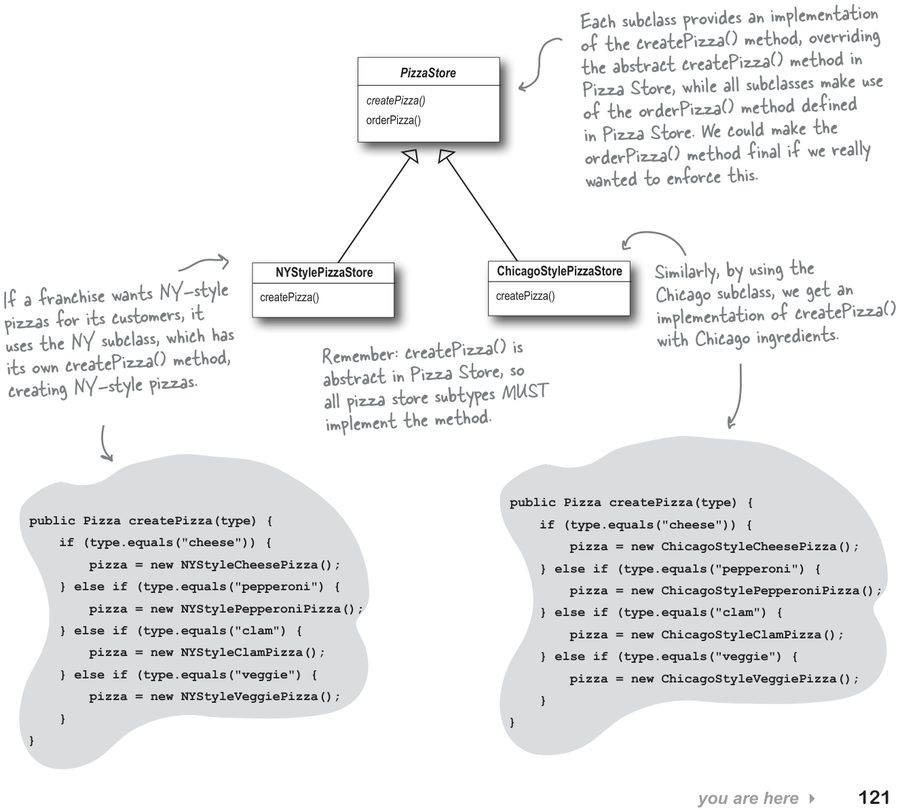 Each subclass provides an implementation
of the createPizza() method, overriding
the abstract createPizza() method in
Pizza Store, while all subclasses make use
of the orderPizza() method defined
in Pizza Store. We could make the
orderPizza() method final if we really
wanted to enforce this.
PizzaStore
createPizza()
orderPizza()
NYStylePizzaStore
createPizza()
ChicagoStylePizzaStore
createPizza()
If a franchise wants NY-style
pizzas for its customers, it
uses the NY subclass, which has
its own createPizza() method,
creating NY-style pizzas.
Remember: createPizza() is
abstract in Pizza Store, so
all pizza store subtypes MUST
implement the method.
Similarly, by using the
Chicago subclass, we get an
implementation of createPizza()
with Chicago ingredients.
public Pizza createPizza(type) {
    if (type.equals("cheese")) {
        pizza = new NYStyleCheesePizza();
    } else if (type.equals("pepperoni") {
        pizza = new NYStylePepperoniPizza();
    } else if (type.equals("clam") {
        pizza = new NYStyleClamPizza();
    } else if (type.equals("veggie") {
        pizza = new NYStyleVeggiePizza();
    }
}
public Pizza createPizza(type) {
    if (type.equals("cheese")) {
        pizza = new ChicagoStyleCheesePizza();
    } else if (type.equals("pepperoni") {
        pizza = new ChicagoStylePepperoniPizza();
    } else if (type.equals("clam") {
        pizza = new ChicagoStyleClamPizza();
    } else if (type.equals("veggie") {
        pizza = new ChicagoStyleVeggiePizza();
    }
}
you are here 121